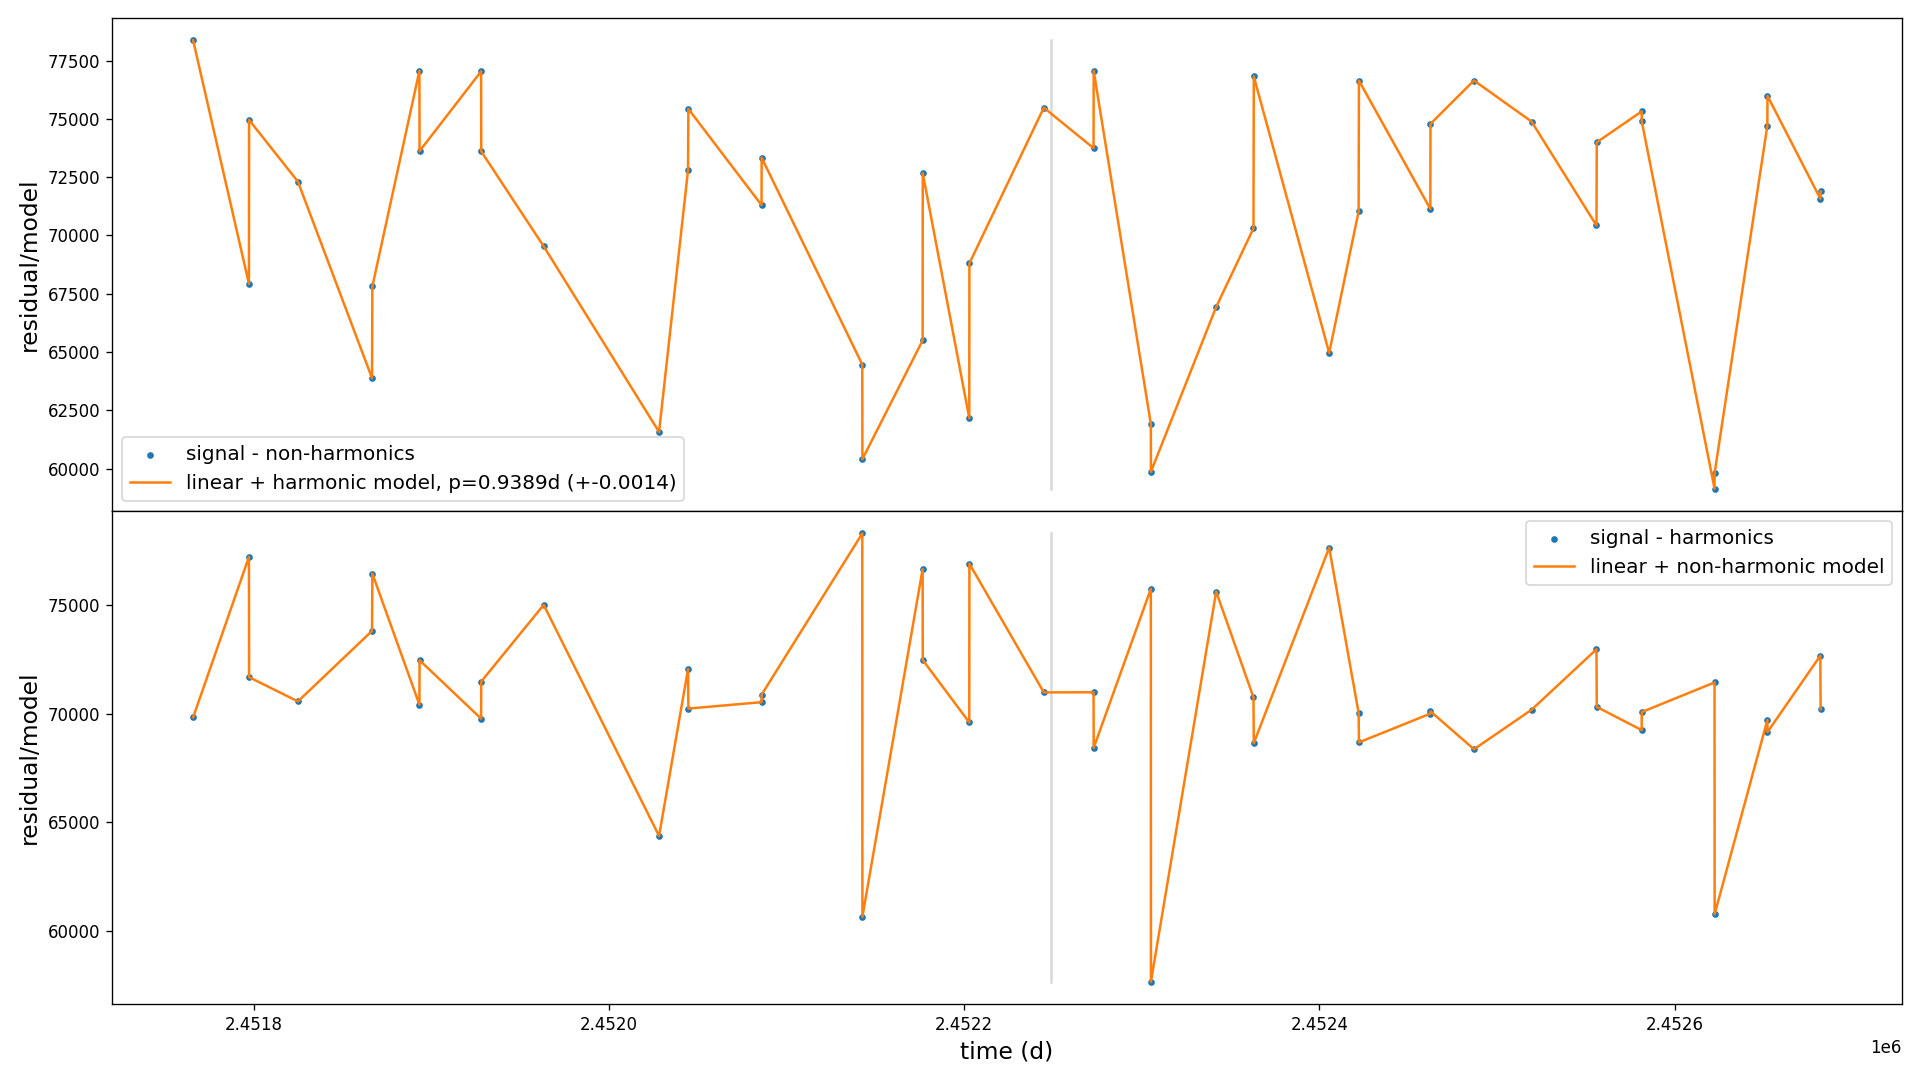 77500
75000
72500
70000
67500
65000
62500
60000
residual/model
signal - non-harmonics
linear + harmonic model, p=0.9389d (+-0.0014)
signal - harmonics
linear + non-harmonic model
75000
70000
65000
60000
residual/model
2.4518 2.4520 2.4522 2.4524 2.4526
time (d)
1e6